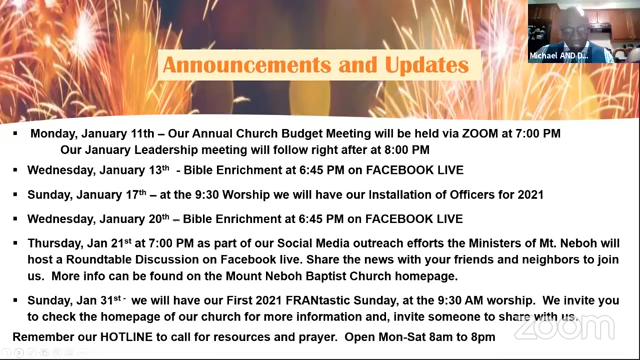 Michael AND D...
Announcements and Updates
▪ Monday, January 11th – Our Annual Church Budget Meeting will be held via ZOOM at 7:00 PM
Our January Leadership meeting will follow right after at 8:00 PM
▪ Wednesday, January 13th - Bible Enrichment at 6:45 PM on FACEBOOK LIVE
▪ Sunday, January 17th – at the 9:30 Worship we will have our Installation of Officers for 2021
▪ Wednesday, January 20th – Bible Enrichment at 6:45 PM on FACEBOOK LIVE
▪ Thursday, Jan 21st at 7:00 PM as part of our Social Media outreach efforts the Ministers of Mt. Neboh will
host a Roundtable Discussion on Facebook live. Share the news with your friends and neighbors to join
us. More info can be found on the Mount Neboh Baptist Church homepage.
▪ Sunday, Jan 31st - we will have our First 2021 FRANtastic Sunday, at the 9:30 AM worship. We invite you
to check the homepage of our church for more information and, invite someone to share with us.
Remember our HOTLINE to call for resources and prayer. Open Mon-Sat 8am to 8pm
zoom